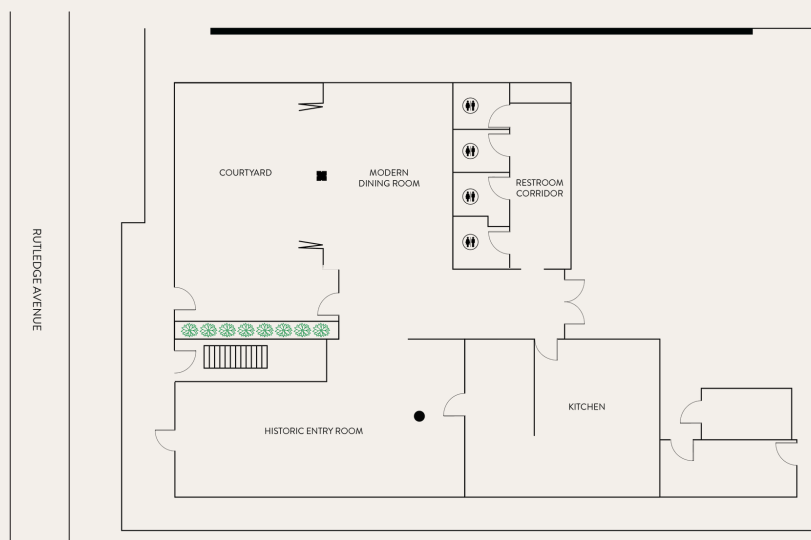 COURTYARD
MODERN
DINING ROOM
RESTROOM
CORRIDOR
RUTLEDGE AVENUE
KITCHEN
HISTORIC ENTRY ROOM